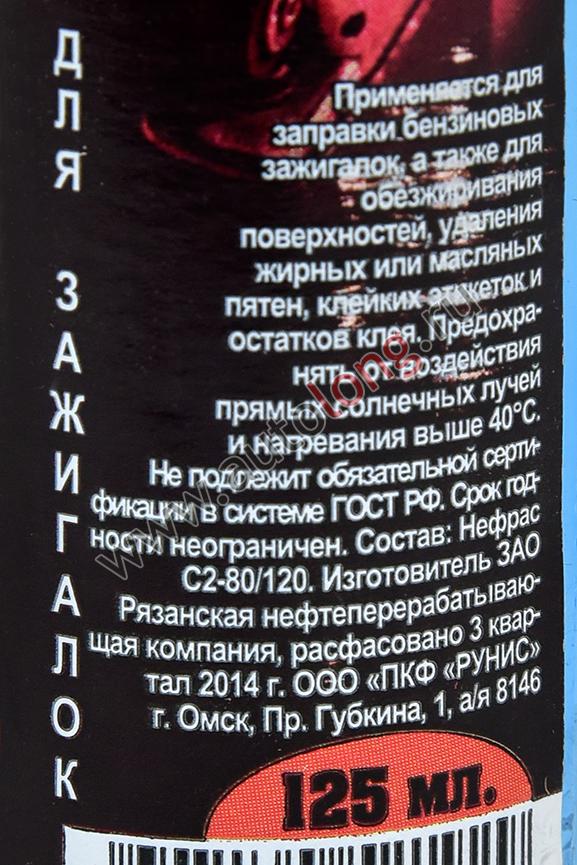 ДЛЯ ЗАЖИГАЛОК
Применяется для
заправки бензиновых
зажигалок, а также для
обезжиривания
поверхностей, удаления
жирных или масляных
пятен, клейких этикеток и
остатков клея. Предохра-
нять от воздействия
прямых солнечных лучей
и нагревания выше 40°С.
Не подлежит обязательной серти-
фикации в системе ГОСТ РФ. Срок год-
ности неограничен. Состав: Нефрас
С2-80/120. Изготовитель ЗАО
Рязанская нефтеперерабатываю-
щая компания, расфасовано 3 квар-
тал 2014 г. ООО «ПКФ «РУНИС»
г. Омск, Пр. Губкина, 1, а/я 8146
125 мл.
www.autolong.ru